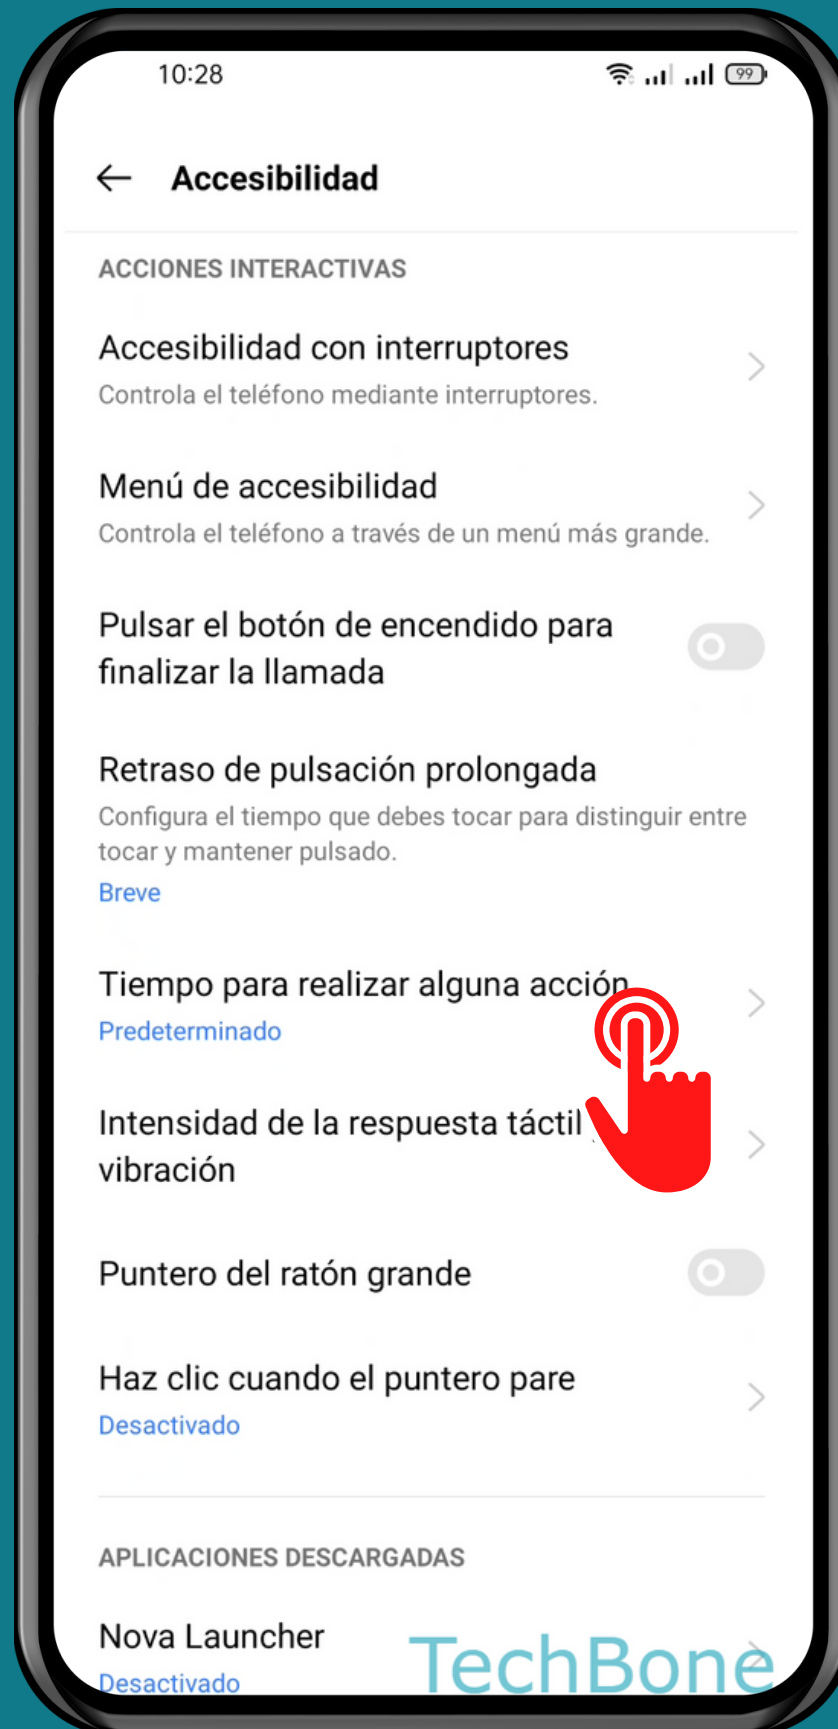 10:28
99
Accesibilidad
ACCIONES INTERACTIVAS
Accesibilidad con interruptores
Controla el teléfono mediante interruptores.
Menú de accesibilidad
Controla el teléfono a través de un menú más grande.
Pulsar el botón de encendido para
finalizar la llamada
Retraso de pulsación prolongada
Configura el tiempo que debes tocar para distinguir entre
tocar y mantener pulsado.
Breve
Tiempo para realizar alguna acción
Predeterminado
Intensidad de la respuesta táctil
vibración
Puntero del ratón grande
Haz clic cuando el puntero pare
Desactivado
APLICACIONES DESCARGADAS
Nova Launcher
Desactivado
TechBone